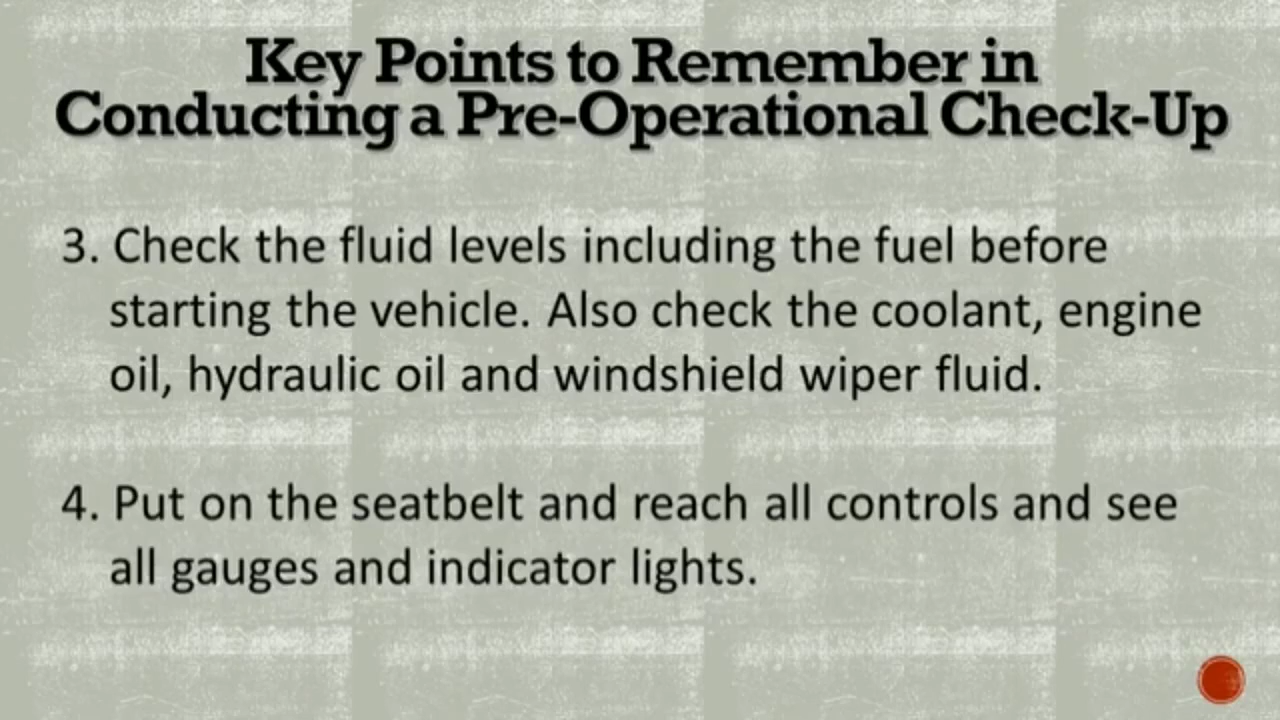 Key Points to Remember in
Conducting a Pre-Operational Check-Up
3. Check the fluid levels including the fuel before
starting the vehicle. Also check the coolant, engine
oil, hydraulic oil and windshield wiper fluid.
4. Put on the seatbelt and reach all controls and see
all gauges and indicator lights.